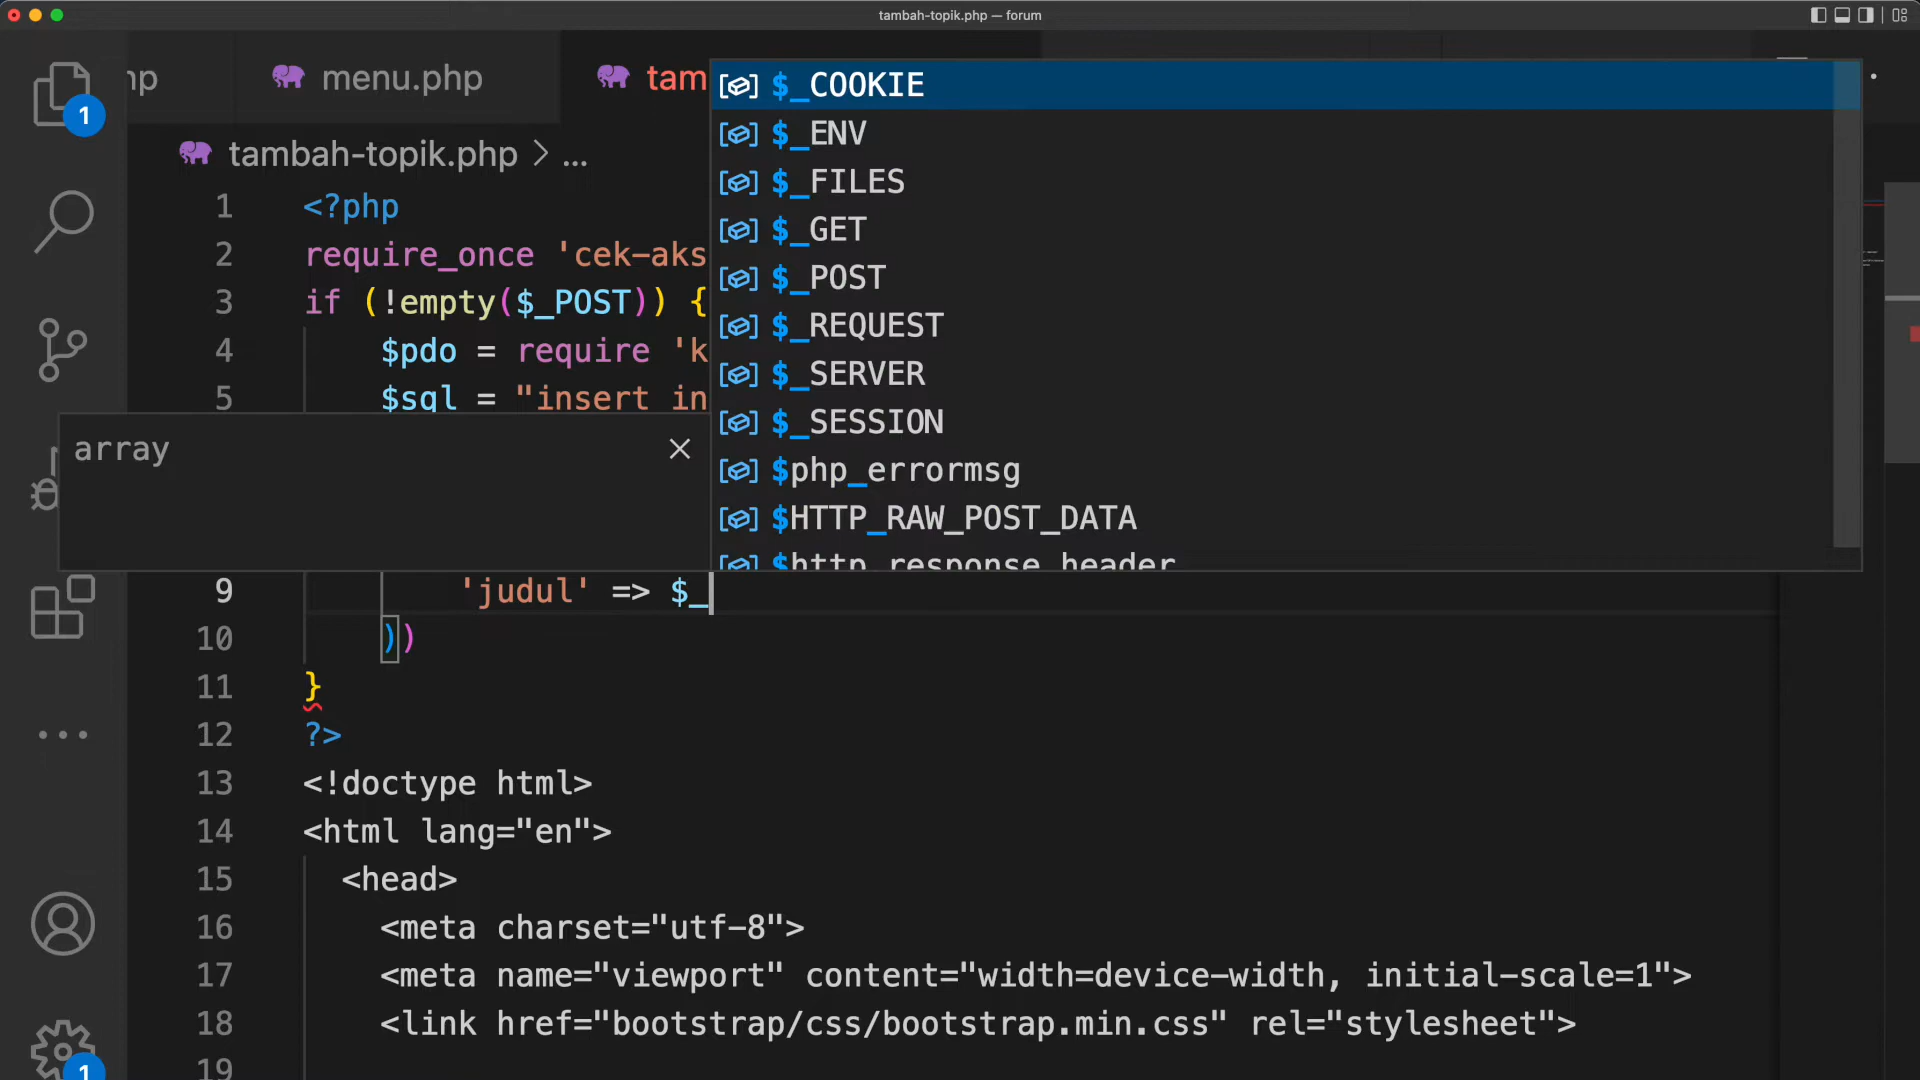 tambah-topik.php — forum
menu.php
tambah-topik.php > ...
1 <?php
2 require_once 'cek-aks
3 if (!empty($_POST)) {
4 $pdo = require 'k
5 $sql = "insert in
$_COOKIE
$_ENV
$_FILES
$_GET
$_POST
$_REQUEST
$_SERVER
$_SESSION
$php_errormsg
$HTTP_RAW_POST_DATA
$http_response_header
array
9 'judul' => $_
10 ))
11 }
12 ?>
13 <!doctype html>
14 <html lang="en">
15 <head>
16 <meta charset="utf-8">
17 <meta name="viewport" content="width=device-width, initial-scale=1">
18 <link href="bootstrap/css/bootstrap.min.css" rel="stylesheet">
19
1
1